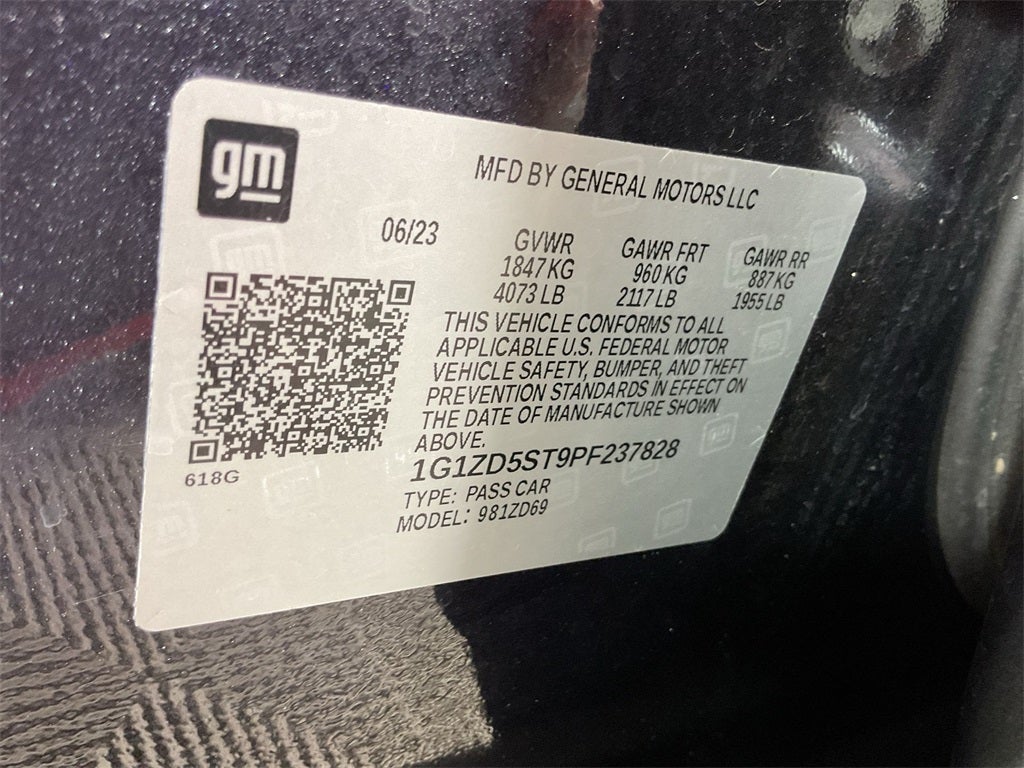 gm
MFD BY GENERAL MOTORS LLC
06/23 GVWR GAWR FRT GAWR RR
1847 KG 960 KG 887 KG
4073 LB 2117 LB 1955 LB
THIS VEHICLE CONFORMS TO ALL
APPLICABLE U.S. FEDERAL MOTOR
VEHICLE SAFETY, BUMPER, AND THEFT
PREVENTION STANDARDS IN EFFECT ON
THE DATE OF MANUFACTURE SHOWN
ABOVE.
1G1ZD5ST9PF237828
618G
TYPE: PASS CAR
MODEL: 981ZD69